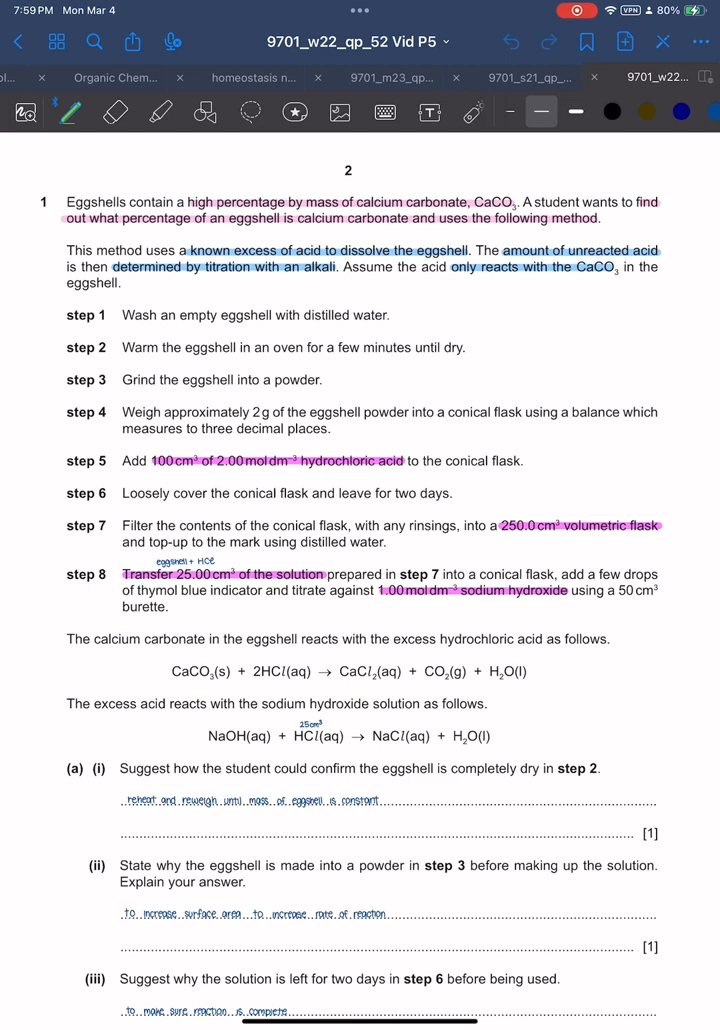 7:59 PM Mon Mar 4
VPN 80%
9701_w22_qp_52 Vid P5
Organic Chem...
homeostasis n...
9701_m23_qp...
9701_s21_qp_...
9701_w22...
2
1 Eggshells contain a high percentage by mass of calcium carbonate, CaCO₃. A student wants to find
out what percentage of an eggshell is calcium carbonate and uses the following method.
This method uses a known excess of acid to dissolve the eggshell. The amount of unreacted acid
is then determined by titration with an alkali. Assume the acid only reacts with the CaCO₃ in the
eggshell.
step 1 Wash an empty eggshell with distilled water.
step 2 Warm the eggshell in an oven for a few minutes until dry.
step 3 Grind the eggshell into a powder.
step 4 Weigh approximately 2 g of the eggshell powder into a conical flask using a balance which
measures to three decimal places.
step 5 Add 100 cm³ of 2.00 mol dm⁻³ hydrochloric acid to the conical flask.
step 6 Loosely cover the conical flask and leave for two days.
step 7 Filter the contents of the conical flask, with any rinsings, into a 250.0 cm³ volumetric flask
and top-up to the mark using distilled water.
eggshell + HCl
step 8 Transfer 25.00 cm³ of the solution prepared in step 7 into a conical flask, add a few drops
of thymol blue indicator and titrate against 1.00 mol dm⁻³ sodium hydroxide using a 50 cm³
burette.
The calcium carbonate in the eggshell reacts with the excess hydrochloric acid as follows.
CaCO₃(s) + 2HCl(aq) → CaCl₂(aq) + CO₂(g) + H₂O(l)
The excess acid reacts with the sodium hydroxide solution as follows.
25cm³
NaOH(aq) + HCl(aq) → NaCl(aq) + H₂O(l)
(a) (i) Suggest how the student could confirm the eggshell is completely dry in step 2.
reheat and reweigh until mass of eggshell is constant
[1]
(ii) State why the eggshell is made into a powder in step 3 before making up the solution.
Explain your answer.
to increase surface area to increase rate of reaction
[1]
(iii) Suggest why the solution is left for two days in step 6 before being used.
to make sure reaction is complete